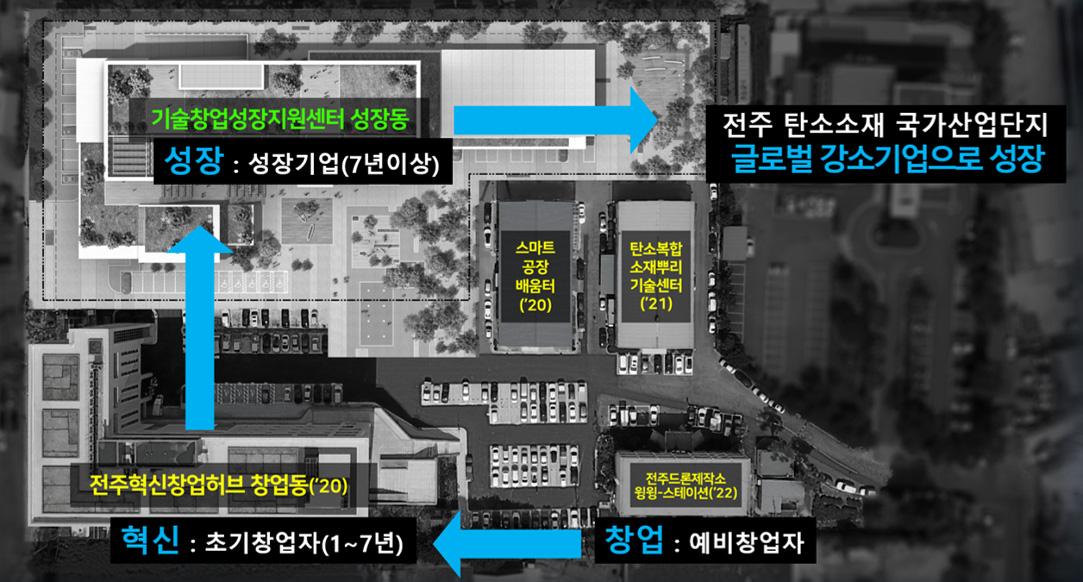 기술창업성장지원센터 성장동
성장 : 성장기업(7년이상)
전주 탄소소재 국가산업단지
글로벌 강소기업으로 성장
스마트
공장
배움터
('20)
탄소복합
소재뿌리
기술센터
('21)
전주혁신창업허브 창업동('20)
혁신 : 초기창업자(1~7년)
전주드론제작소
윙윙-스테이션('22)
창업 : 예비창업자